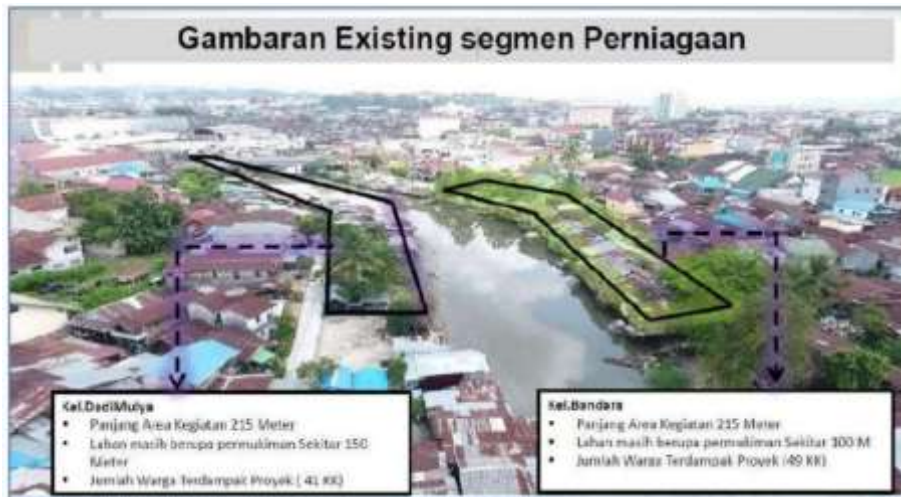 Gambaran Existing segmen Perniagaan
Kel.DadiMulya
• Panjang Area Kegiatan 215 Meter
• Lahan masih berupa permukiman Sekitar 150
Meter
• Jumlah Warga Terdampak Proyek ( 41 KK)
Kel.Bandara
• Panjang Area Kegiatan 215 Meter
• Lahan masih berupa permukiman Sekitar 100 M
• Jumlah Warga Terdampak Proyek (49 KK)